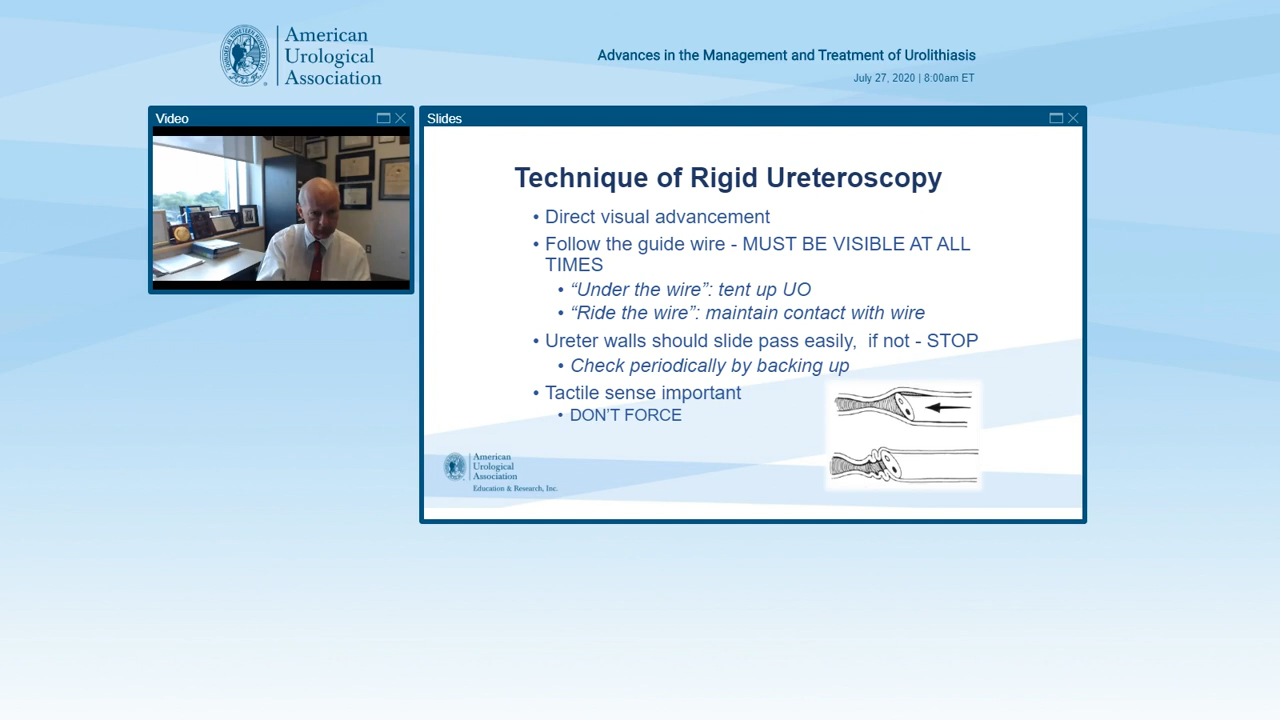 American
Urological
Association
Advances in the Management and Treatment of Urolithiasis
July 27, 2020 | 8:00am ET
Video
Slides
Technique of Rigid Ureteroscopy
• Direct visual advancement
• Follow the guide wire - MUST BE VISIBLE AT ALL
TIMES
• “Under the wire”: tent up UO
• “Ride the wire”: maintain contact with wire
• Ureter walls should slide pass easily, if not - STOP
• Check periodically by backing up
• Tactile sense important
• DON’T FORCE
American
Urological
Association
Education & Research, Inc.